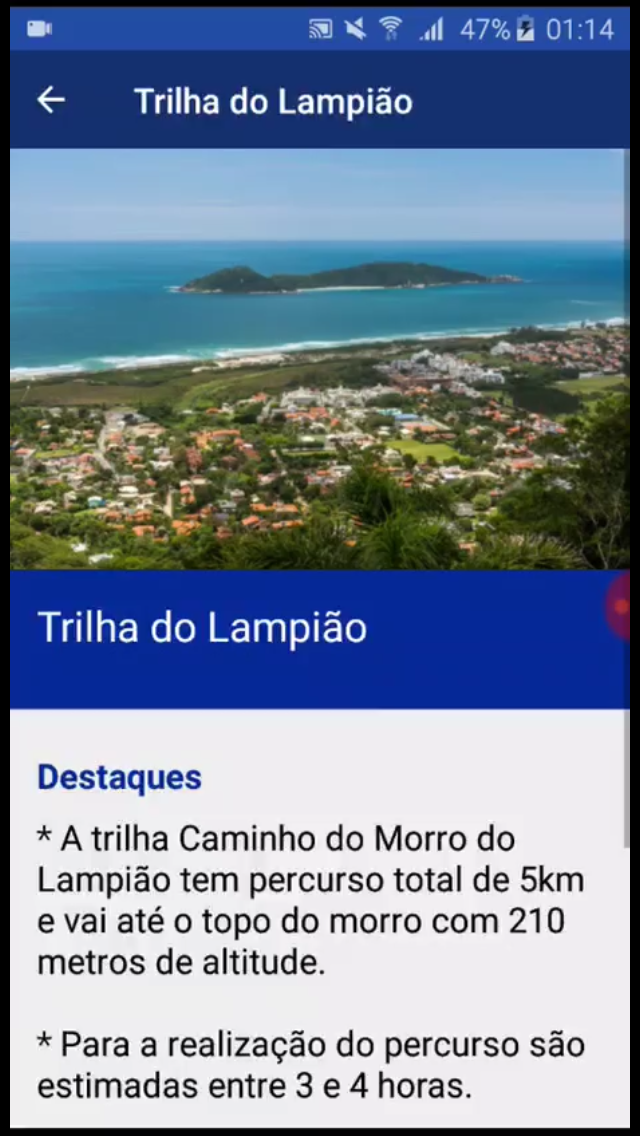 47% 01:14
Trilha do Lampião
Trilha do Lampião
Destaques
* A trilha Caminho do Morro do
Lampião tem percurso total de 5km
e vai até o topo do morro com 210
metros de altitude.
* Para a realização do percurso são
estimadas entre 3 e 4 horas.